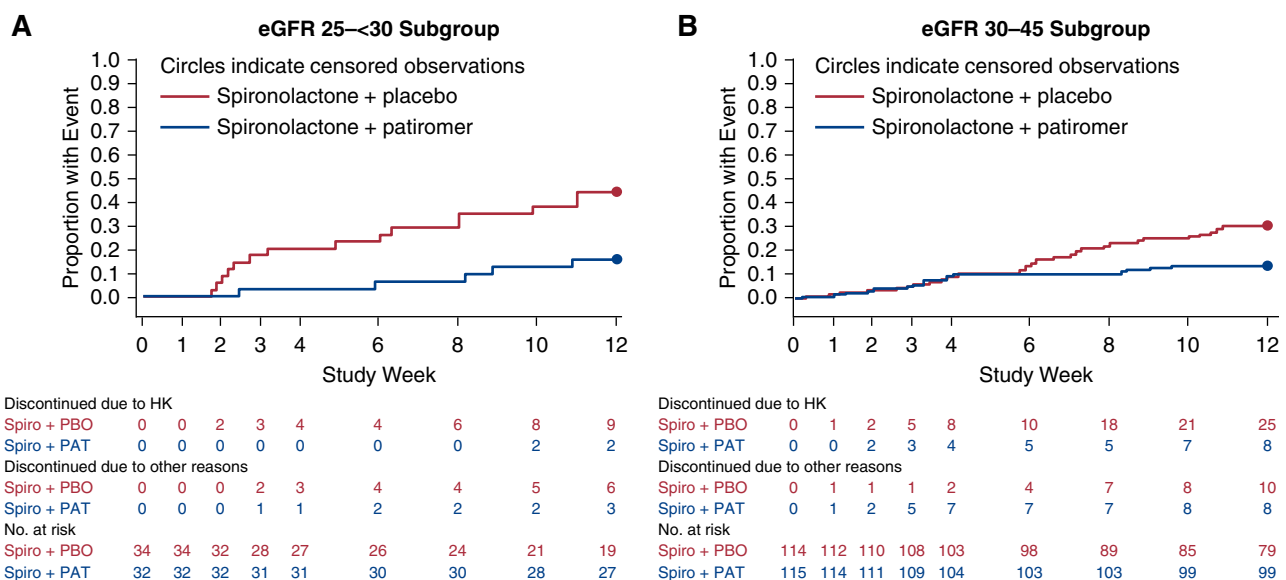 A
eGFR 25–<30 Subgroup
Proportion with Event
1.0
0.9
0.8
0.7
0.6
0.5
0.4
0.3
0.2
0.1
0.0
Circles indicate censored observations
Spironolactone + placebo
Spironolactone + patiromer
0 1 2 3 4 6 8 10 12
Study Week
Discontinued due to HK
Spiro + PBO 0 0 2 3 4 4 6 8 9
Spiro + PAT 0 0 0 0 0 0 0 2 2
Discontinued due to other reasons
Spiro + PBO 0 0 0 2 3 4 4 5 6
Spiro + PAT 0 0 0 1 1 2 2 2 3
No. at risk
Spiro + PBO 34 34 32 28 27 26 24 21 19
Spiro + PAT 32 32 32 31 31 30 30 28 27
B
eGFR 30–45 Subgroup
Proportion with Event
1.0
0.9
0.8
0.7
0.6
0.5
0.4
0.3
0.2
0.1
0.0
Circles indicate censored observations
Spironolactone + placebo
Spironolactone + patiromer
0 1 2 3 4 6 8 10 12
Study Week
Discontinued due to HK
Spiro + PBO 0 1 2 5 8 10 18 21 25
Spiro + PAT 0 0 2 3 4 5 5 7 8
Discontinued due to other reasons
Spiro + PBO 0 1 1 1 2 4 7 8 10
Spiro + PAT 0 1 2 5 7 7 7 8 8
No. at risk
Spiro + PBO 114 112 110 108 103 98 89 85 79
Spiro + PAT 115 114 111 109 104 103 103 99 99